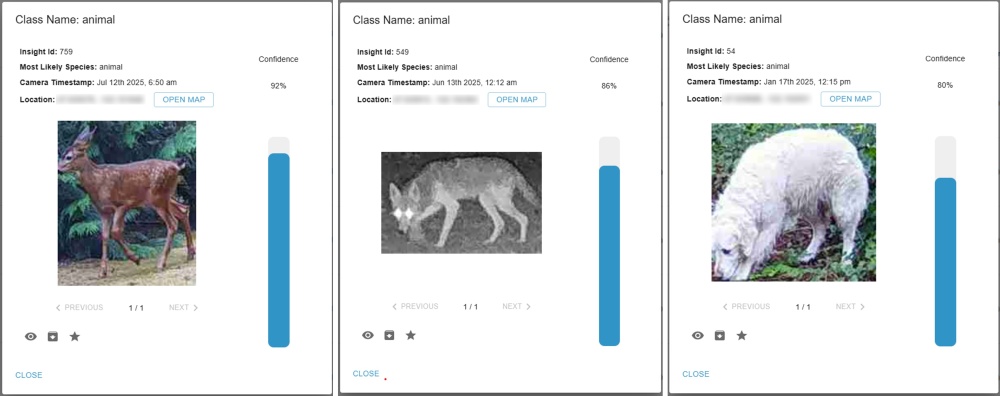 Class Name: animal
Insight Id: 759
Most Likely Species: animal
Camera Timestamp: Jul 12th 2025, 6:50 am
Location:
OPEN MAP
Confidence
92%
PREVIOUS
1 / 1
NEXT
CLOSE
Class Name: animal
Insight Id: 549
Most Likely Species: animal
Camera Timestamp: Jun 13th 2025, 12:12 am
Location:
OPEN MAP
Confidence
86%
PREVIOUS
1 / 1
NEXT
CLOSE
Class Name: animal
Insight Id: 54
Most Likely Species: animal
Camera Timestamp: Jan 17th 2025, 12:15 pm
Location:
OPEN MAP
Confidence
80%
PREVIOUS
1 / 1
NEXT
CLOSE